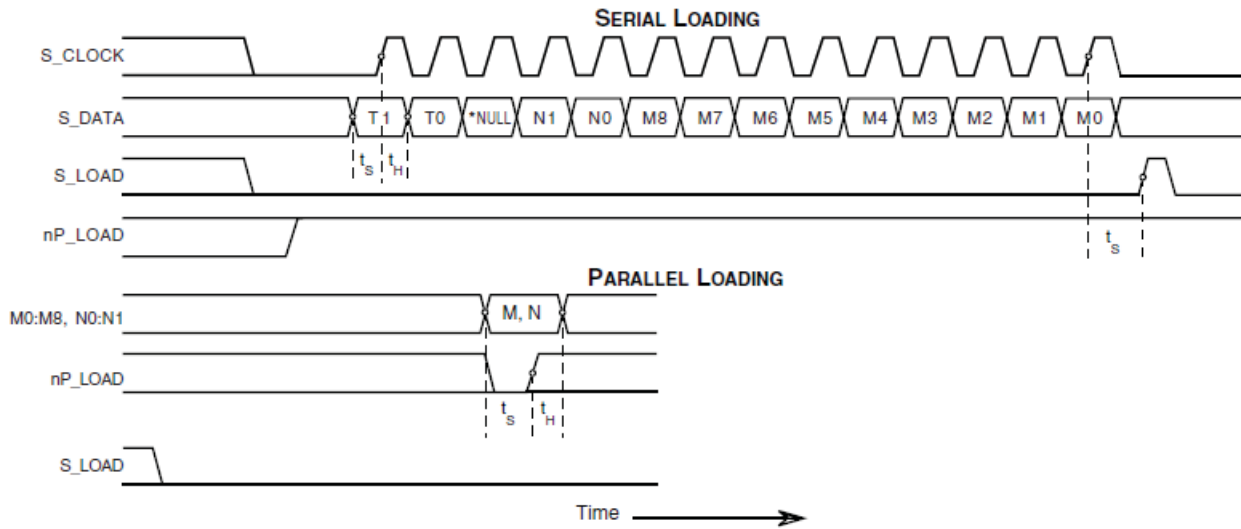 SERIAL LOADING
S_CLOCK
S_DATA T1 T0 *NULL N1 N0 M8 M7 M6 M5 M4 M3 M2 M1 M0
tS tH
S_LOAD
nP_LOAD
tS
PARALLEL LOADING
M0:M8, N0:N1 M, N
nP_LOAD
tS tH
S_LOAD
Time